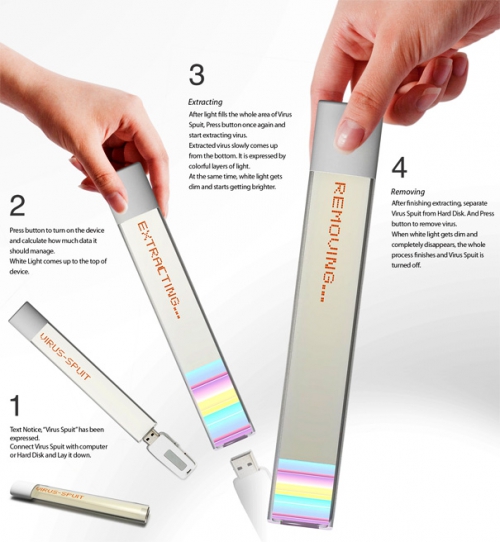 1
Text Notice, "Virus Spuit" has been
expressed.
Connect Virus Spuit with computer
or Hard Disk and Lay it down.
VIRUS-SPUIT
VIRUS-SPUIT
2
Press button to turn on the device
and calculate how much data it
should manage.
White Light comes up to the top of
device.
3
Extracting
After light fills the whole area of Virus
Spuit, Press button once again and
start extracting virus.
Extracted virus slowly comes up
from the bottom. It is expressed by
colorful layers of light.
At the same time, white light gets
dim and starts getting brighter.
EXTRACTING...
4
Removing
After finishing extracting, separate
Virus Spuit from Hard Disk. And Press
button to remove virus.
When white light gets dim and
completely disappears, the whole
process finishes and Virus Spuit is
turned off.
REMOVING...